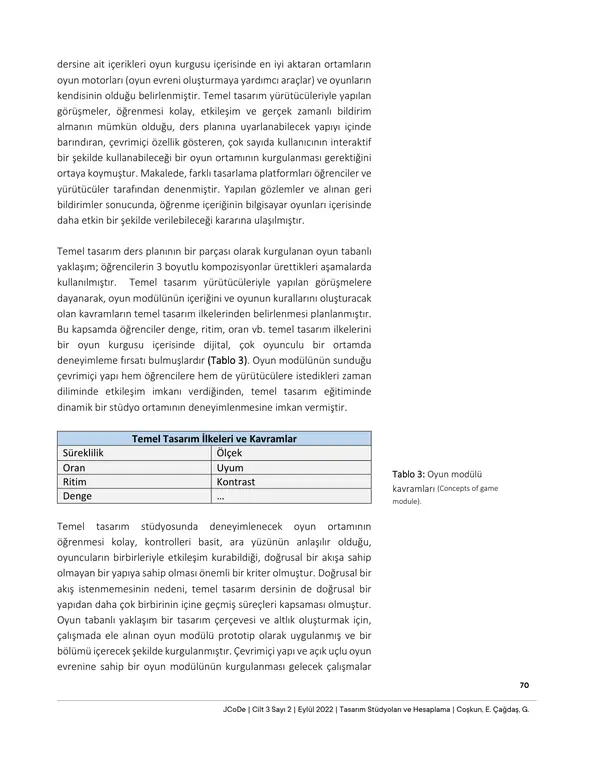 dersine ait içerikleri oyun kurgusu içerisinde en iyi aktaran ortamların
oyun motorları (oyun evreni oluşturmaya yardımcı araçlar) ve oyunların
kendisinin olduğu belirlenmiştir. Temel tasarım yürütücüleriyle yapılan
görüşmeler, öğrenmesi kolay, etkileşim ve gerçek zamanlı bildirim
almanın mümkün olduğu, ders planına uyarlanabilecek yapıyı içinde
barındıran, çevrimiçi özellik gösteren, çok sayıda kullanıcının interaktif
bir şekilde kullanabileceği bir oyun ortamının kurgulanması gerektiğini
ortaya koymuştur. Makalede, farklı tasarlama platformları öğrenciler ve
yürütücüler tarafından denenmiştir. Yapılan gözlemler ve alınan geri
bildirimler sonucunda, öğrenme içeriğinin bilgisayar oyunları içerisinde
daha etkin bir şekilde verilebileceği kararına ulaşılmıştır.
Temel tasarım ders planının bir parçası olarak kurgulanan oyun tabanlı
yaklaşım; öğrencilerin 3 boyutlu kompozisyonlar ürettikleri aşamalarda
kullanılmıştır. Temel tasarım yürütücüleriyle yapılan görüşmelere
dayanarak, oyun modülünün içeriğini ve oyunun kurallarını oluşturacak
olan kavramların temel tasarım ilkelerinden belirlenmesi planlanmıştır.
Bu kapsamda öğrenciler denge, ritim, oran vb. temel tasarım ilkelerini
bir oyun kurgusu içerisinde dijital, çok oyunculu bir ortamda
deneyimleme fırsatı bulmuşlardır (Tablo 3). Oyun modülünün sunduğu
çevrimiçi yapı hem öğrencilere hem de yürütücülere istedikleri zaman
diliminde etkileşim imkanı verdiğinden, temel tasarım eğitiminde
dinamik bir stüdyo ortamının deneyimlenmesine imkan vermiştir.
Temel Tasarım İlkeleri ve Kavramlar
Süreklilik Ölçek
Oran Uyum
Ritim Kontrast
Denge …
Tablo 3: Oyun modülü
kavramları (Concepts of game
module).
Temel tasarım stüdyosunda deneyimlenecek oyun ortamının
öğrenmesi kolay, kontrolleri basit, ara yüzünün anlaşılır olduğu,
oyuncuların birbirleriyle etkileşim kurabildiği, doğrusal bir akışa sahip
olmayan bir yapıya sahip olması önemli bir kriter olmuştur. Doğrusal bir
akış istenmemesinin nedeni, temel tasarım dersinin de doğrusal bir
yapıdan daha çok birbirinin içine geçmiş süreçleri kapsaması olmuştur.
Oyun tabanlı yaklaşım bir tasarım çerçevesi ve altlık oluşturmak için,
çalışmada ele alınan oyun modülü prototip olarak uygulanmış ve bir
bölümü içerecek şekilde kurgulanmıştır. Çevrimiçi yapı ve açık uçlu oyun
evrenine sahip bir oyun modülünün kurgulanması gelecek çalışmalar
70
JCoDe | Cilt 3 Sayı 2 | Eylül 2022 | Tasarım Stüdyoları ve Hesaplama | Coşkun, E. Çağdaş, G.